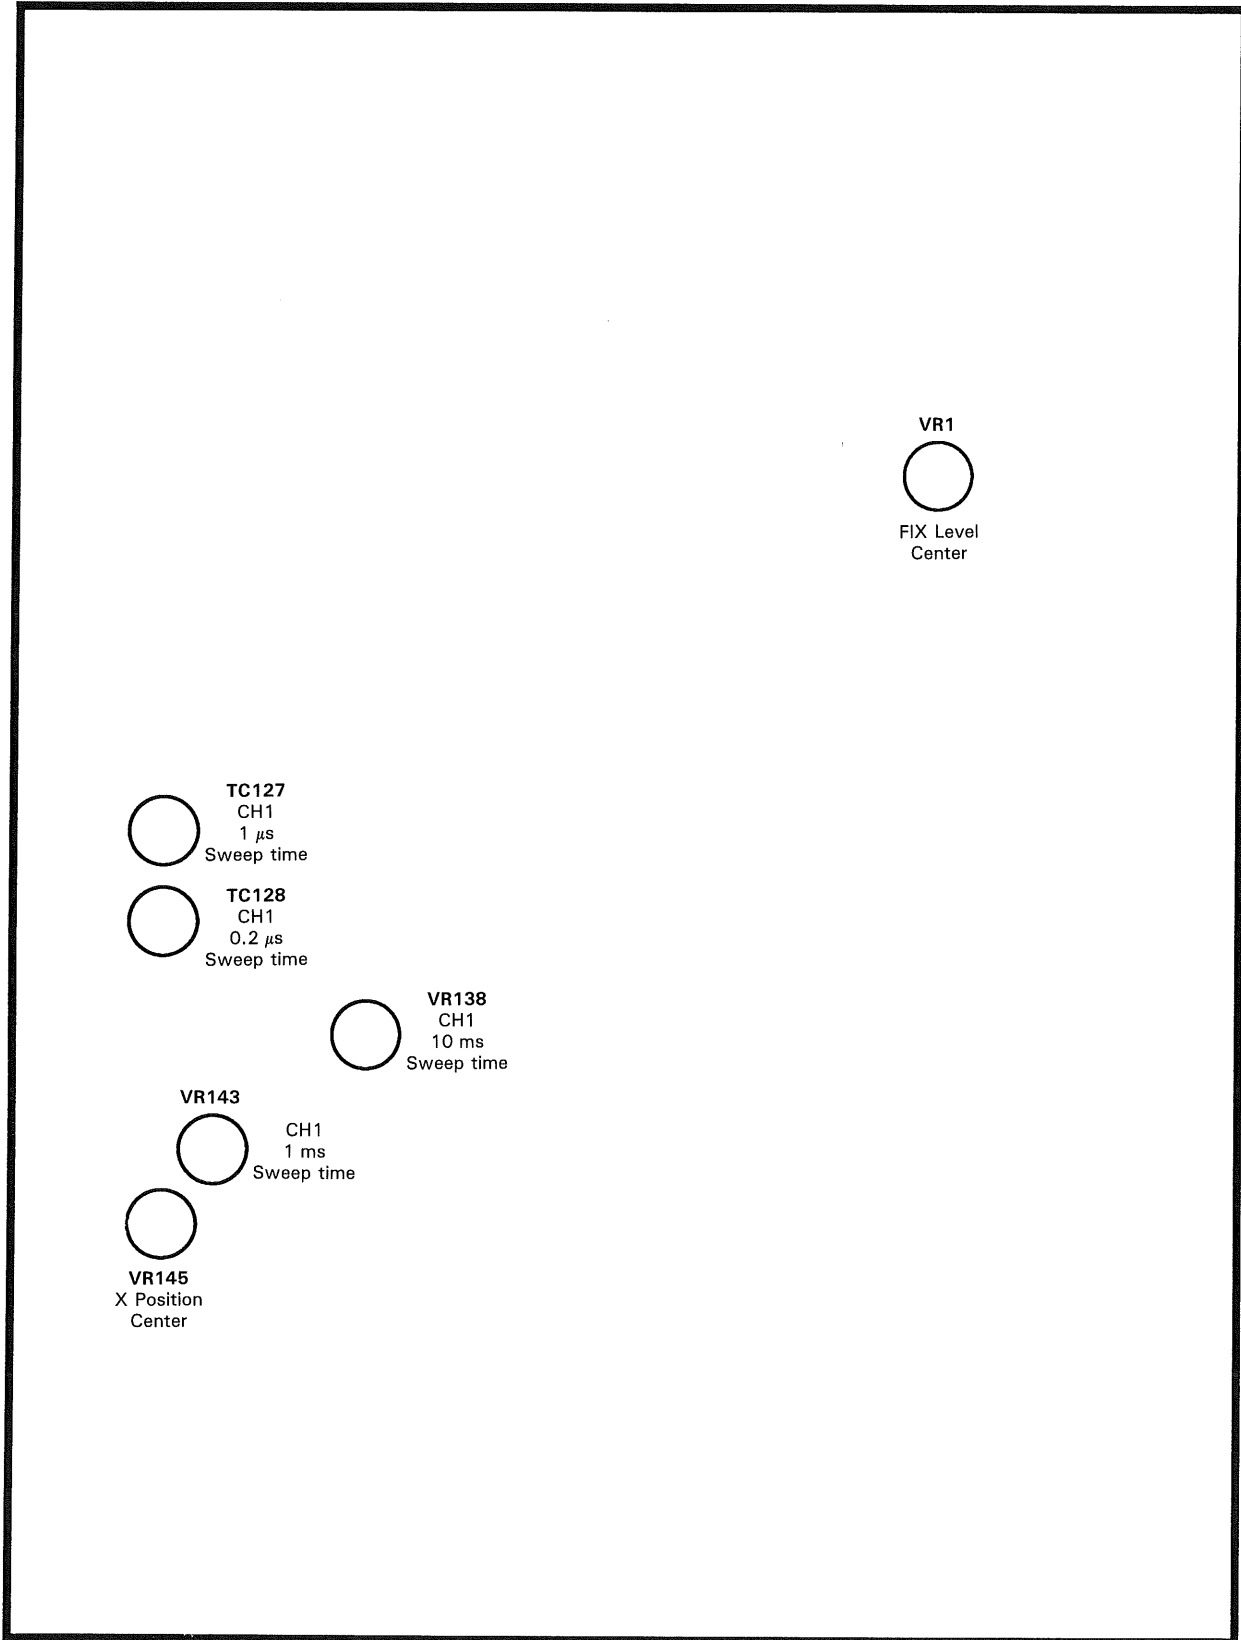 VR1
FIX Level
Center
TC127
CH1
1 μs
Sweep time
TC128
CH1
0.2 μs
Sweep time
VR138
CH1
10 ms
Sweep time
VR143
CH1
1 ms
Sweep time
VR145
X Position
Center